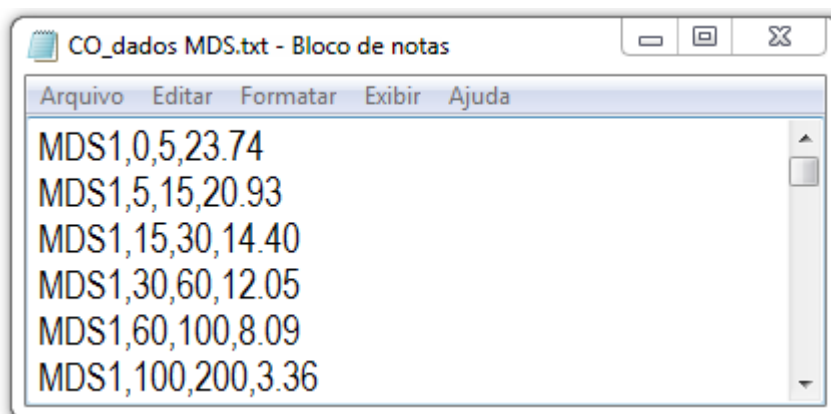 CO_dados MDS.txt - Bloco de notas
Arquivo Editar Formatar Exibir Ajuda
MDS1,0,5,23.74
MDS1,5,15,20.93
MDS1,15,30,14.40
MDS1,30,60,12.05
MDS1,60,100,8.09
MDS1,100,200,3.36